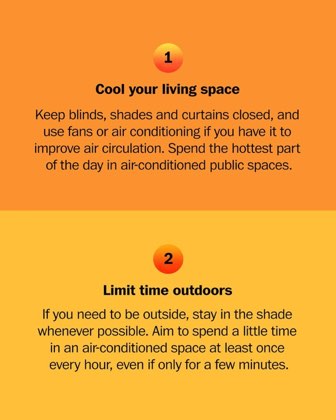 1
Cool your living space
Keep blinds, shades and curtains closed, and
use fans or air conditioning if you have it to
improve air circulation. Spend the hottest part
of the day in air-conditioned public spaces.
2
Limit time outdoors
If you need to be outside, stay in the shade
whenever possible. Aim to spend a little time
in an air-conditioned space at least once
every hour, even if only for a few minutes.